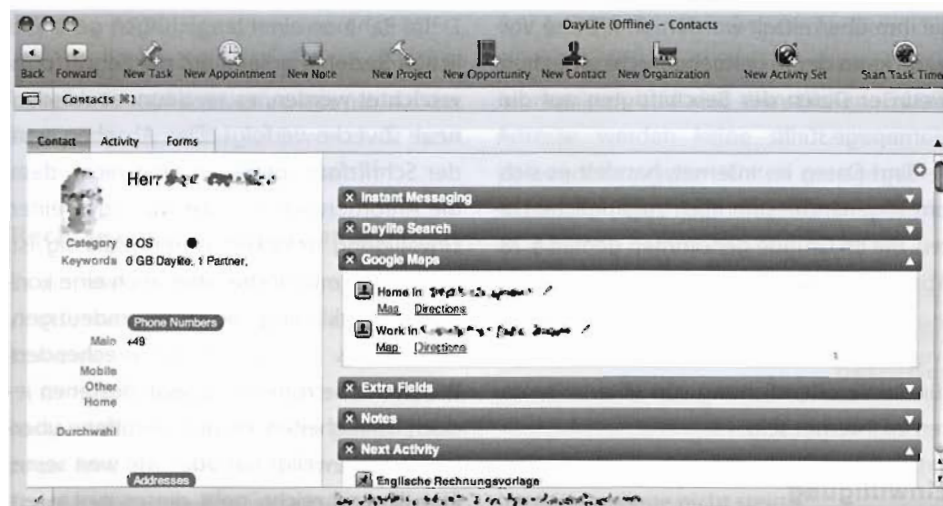 DayLite (Offline) – Contacts
Back Forward New Task New Appointment New Note New Project New Opportunity New Contact New Organization New Activity Set Start Task Time
Contacts ⌘1
Contact Activity Forms
Herr
Category 8 OS
Keywords 0 GB Daylite, 1 Partner,
Phone Numbers
Main +49
Mobile
Other
Home
Durchwahl
Addresses
Instant Messaging
Daylite Search
Google Maps
Home in
Map Directions
Work in
Map Directions
Extra Fields
Notes
Next Activity
Englische Rechnungsvorlage